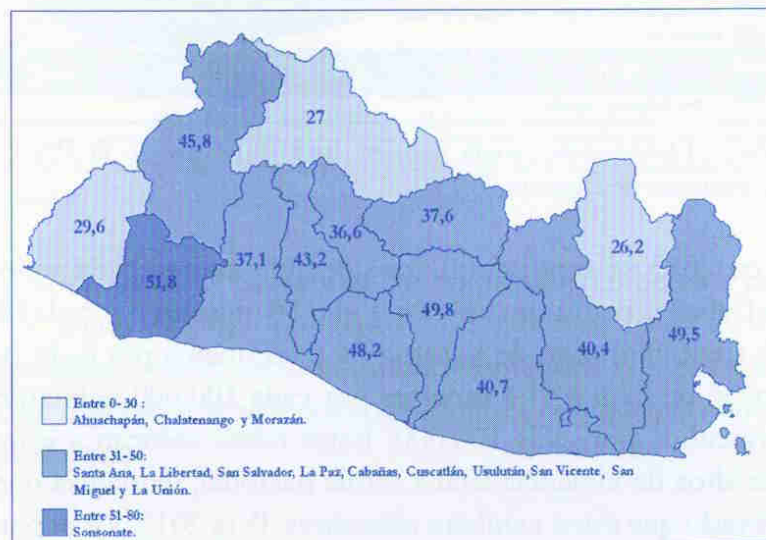 27
45,8
29,6
36,6
37,6
26,2
51,8
37,1
43,2
49,8
49,5
48,2
40,4
40,7
Entre 0-30 :
Ahuachapán, Chalatenango y Morazán.
Entre 31-50:
Santa Ana, La Libertad, San Salvador, La Paz, Cabañas, Cuscatlán, Usulután, San Vicente, San
Miguel y La Unión.
Entre 51-80:
Sonsonate.